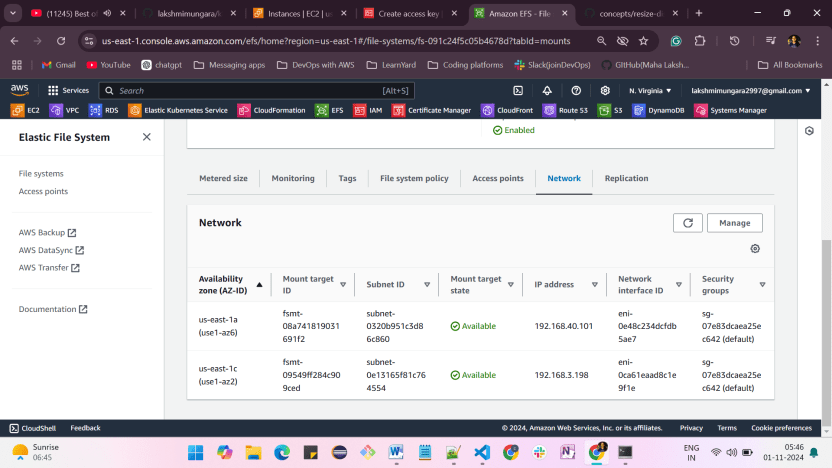 (11245) Best of
lakshmimungara/k
Instances | EC2 | us
Create access key |
Amazon EFS - File
concepts/resize-di
us-east-1.console.aws.amazon.com/efs/home?region=us-east-1#/file-systems/fs-091c24f5c05b4678d?tabId=mounts
Gmail YouTube chatgpt Messaging apps DevOps with AWS LearnYard Coding platforms Slack(joinDevOps) GItHub(Maha Laksh... All Bookmarks
aws Services Search [Alt+S] N. Virginia lakshmimungara2997@gmail.com
EC2 VPC RDS Elastic Kubernetes Service CloudFormation EFS IAM Certificate Manager CloudFront Route 53 S3 DynamoDB Systems Manager
Elastic File System
File systems
Access points
AWS Backup
AWS DataSync
AWS Transfer
Documentation
Enabled
Metered size Monitoring Tags File system policy Access points Network Replication
Network
Manage
Availability zone (AZ-ID)
Mount target ID
Subnet ID
Mount target state
IP address
Network interface ID
Security groups
us-east-1a (use1-az6)
fsmt-08a741819031691f2
subnet-0320b951c3d86c860
Available
192.168.40.101
eni-0e48c234dcfdb5ae7
sg-07e83dcaea25ec642 (default)
us-east-1c (use1-az2)
fsmt-09549ff284c909ced
subnet-0e13165f81c764554
Available
192.168.3.198
eni-0ca61eaad8c1e9f1e
sg-07e83dcaea25ec642 (default)
CloudShell Feedback © 2024, Amazon Web Services, Inc. or its affiliates. Privacy Terms Cookie preferences
Sunrise
06:45
ENG
IN
05:46
01-11-2024